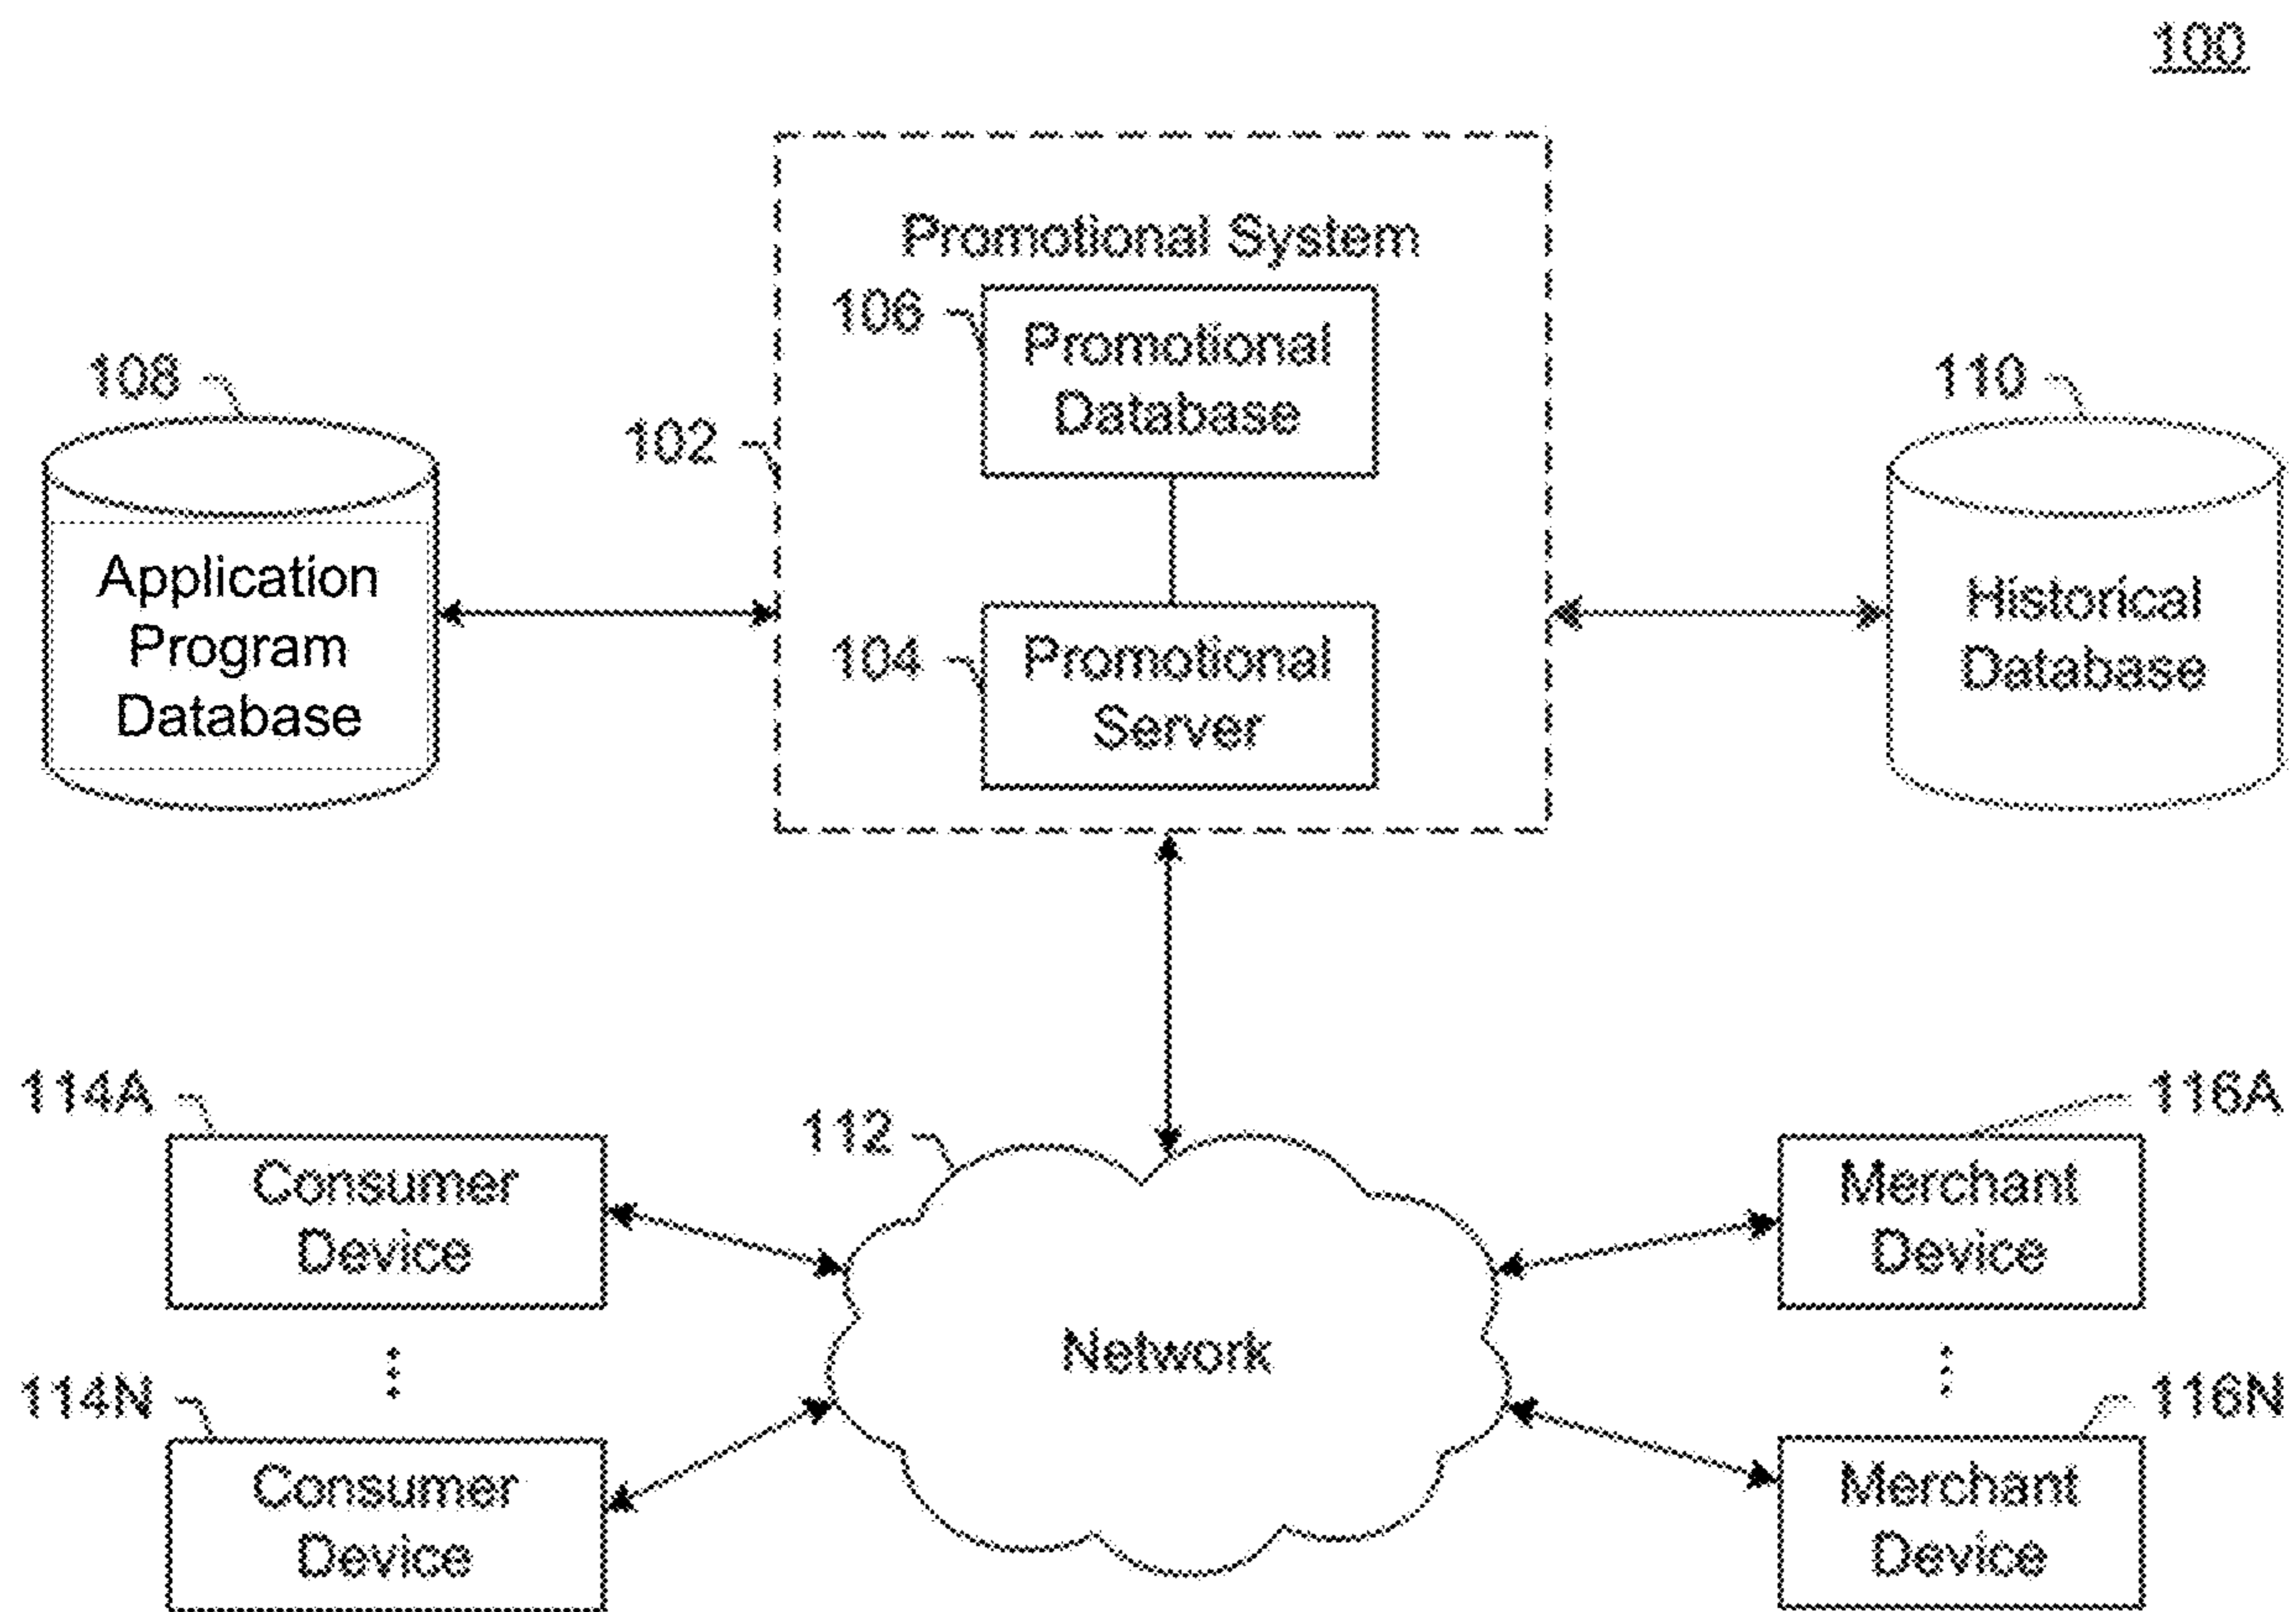 100
Promotional System
106
Promotional
Database
108
Application
Program
Database
102
104
Promotional
Server
110
Historical
Database
114A
Consumer
Device
112
Network
116A
Merchant
Device
114N
Consumer
Device
116N
Merchant
Device